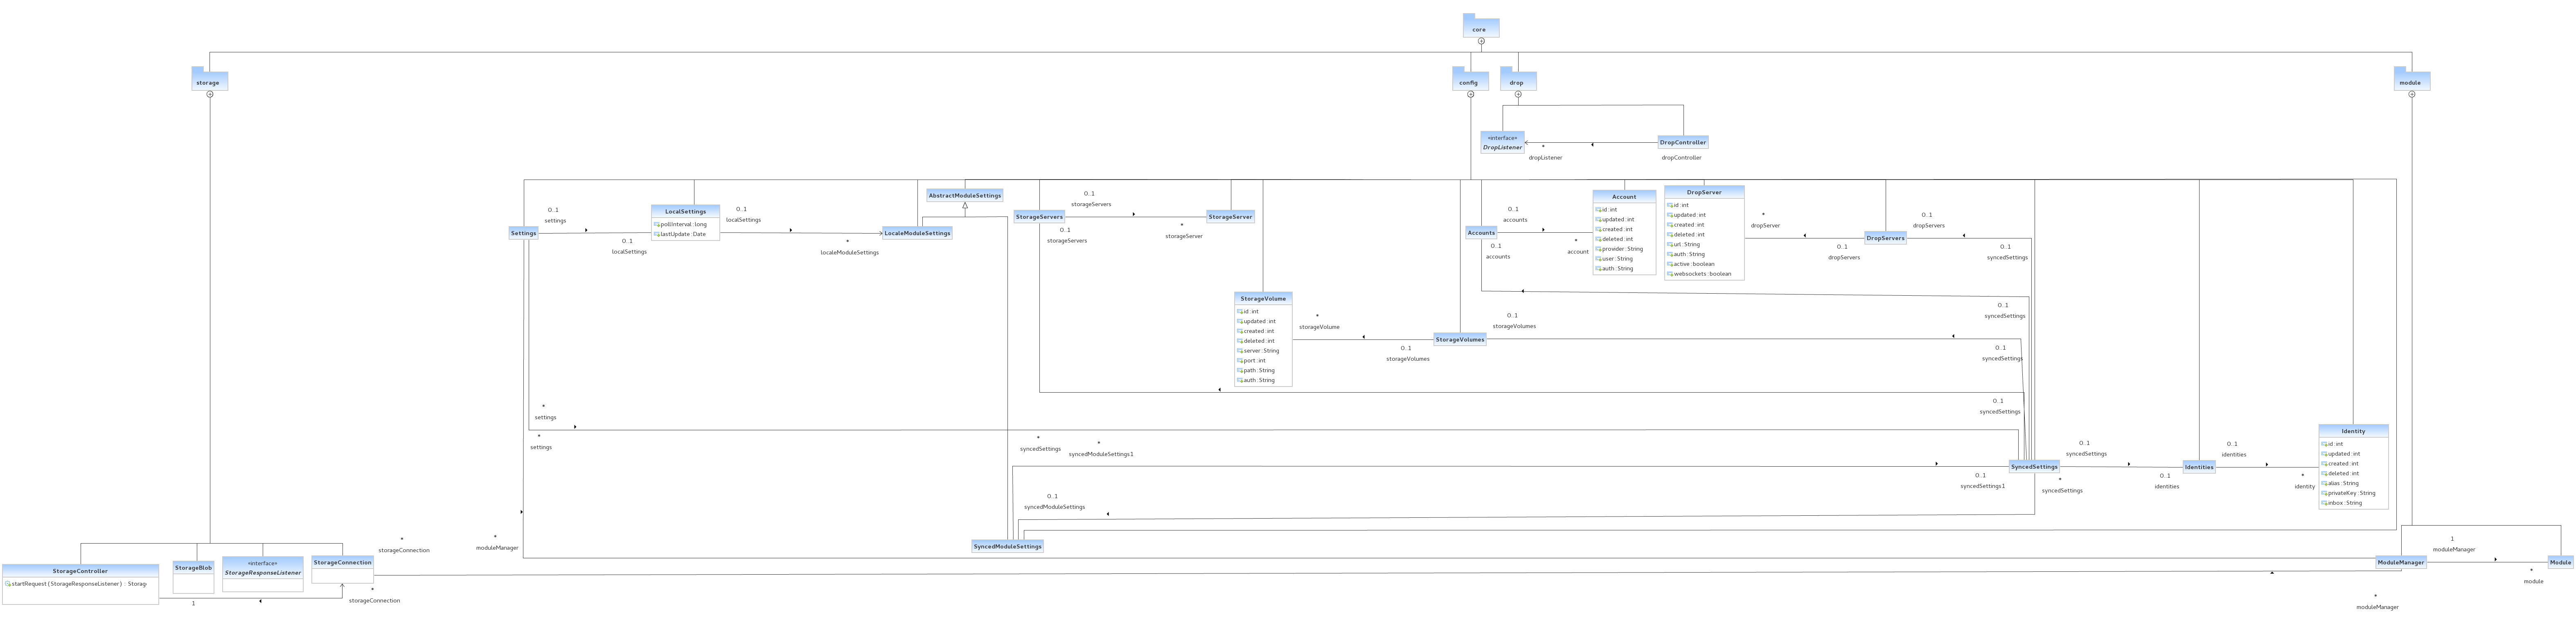 core
storage
config
drop
module
«interface»
DropListener
DropController
*
dropListener
dropController
AbstractModuleSettings
0..1
settings
LocalSettings
pollInterval : long
lastUpdate : Date
0..1
localSettings
Settings
0..1
localSettings
LocaleModuleSettings
*
localeModuleSettings
0..1
storageServers
StorageServers
StorageServer
0..1
storageServers
*
storageServer
0..1
accounts
Accounts
0..1
accounts
*
account
Account
id : int
updated : int
created : int
deleted : int
provider : String
user : String
auth : String
DropServer
id : int
updated : int
created : int
deleted : int
url : String
auth : String
active : boolean
websockets : boolean
*
dropServer
DropServers
0..1
dropServers
0..1
dropServers
0..1
syncedSettings
StorageVolume
id : int
updated : int
created : int
deleted : int
server : String
port : int
path : String
auth : String
*
storageVolume
0..1
storageVolumes
StorageVolumes
0..1
storageVolumes
0..1
syncedSettings
0..1
syncedSettings
0..1
syncedSettings
*
settings
*
settings
*
syncedSettings
*
syncedModuleSettings1
SyncedSettings
0..1
syncedSettings
0..1
syncedSettings1
*
syncedSettings
Identities
0..1
identities
0..1
identities
*
identity
Identity
id : int
updated : int
created : int
deleted : int
alias : String
privateKey : String
inbox : String
0..1
syncedModuleSettings
SyncedModuleSettings
*
storageConnection
*
moduleManager
StorageController
startRequest(StorageResponseListener) : Storag
StorageBlob
«interface»
StorageResponseListener
StorageConnection
1
*
storageConnection
1
moduleManager
ModuleManager
Module
*
module
*
moduleManager